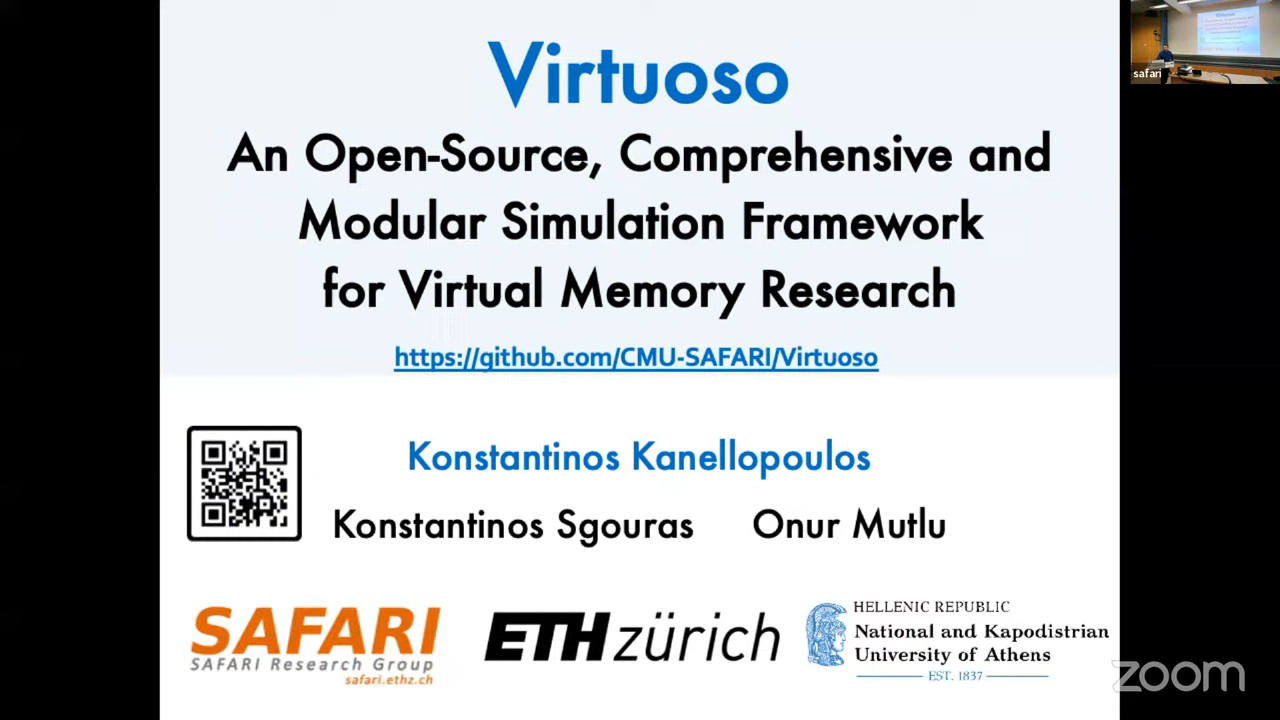 Virtuoso
An Open-Source, Comprehensive and
Modular Simulation Framework
for Virtual Memory Research
https://github.com/CMU-SAFARI/Virtuoso
Konstantinos Kanellopoulos
Konstantinos Sgouras Onur Mutlu
SAFARI
SAFARI Research Group
safari.ethz.ch
ETH zürich
HELLENIC REPUBLIC
National and Kapodistrian
University of Athens
EST. 1837
safari
zoom